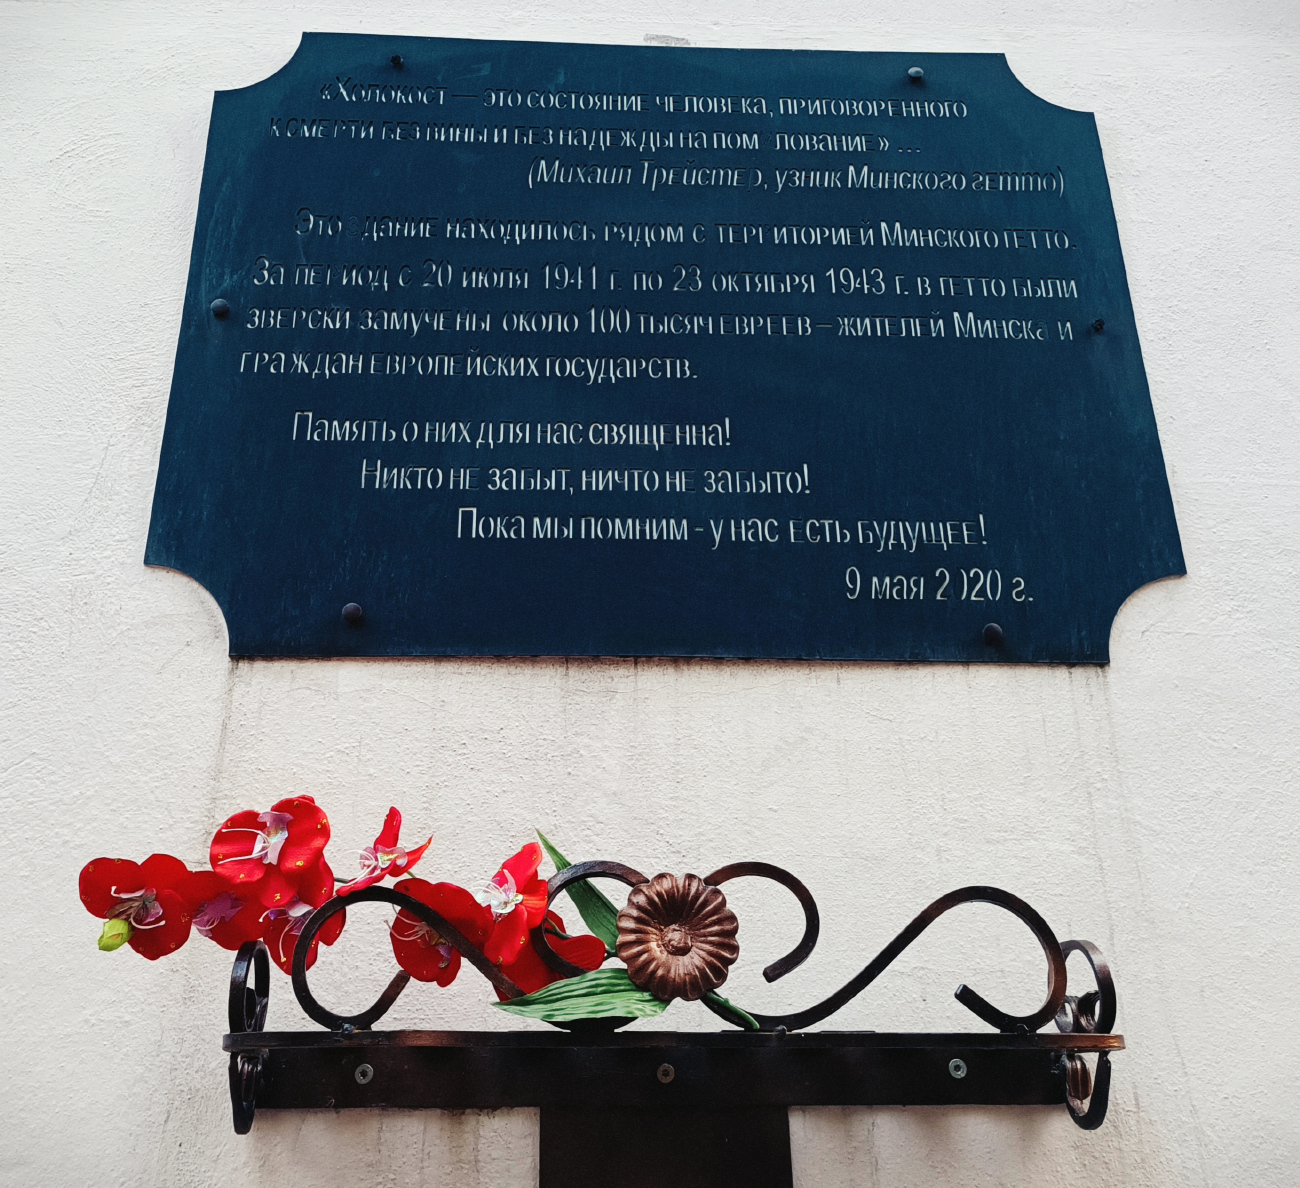 «Холокост — это состояние человека, приговоренного
к смерти без вины и без надежды на помилование» ...
(Михаил Трейстер, узник Минского гетто)
Это здание находилось рядом с территорией Минского гетто.
За период с 20 июля 1941 г. по 23 октября 1943 г. в гетто были
зверски замучены около 100 тысяч евреев – жителей Минска и
граждан европейских государств.
Память о них для нас священна!
Никто не забыт, ничто не забыто!
Пока мы помним - у нас есть будущее!
9 мая 2020 г.